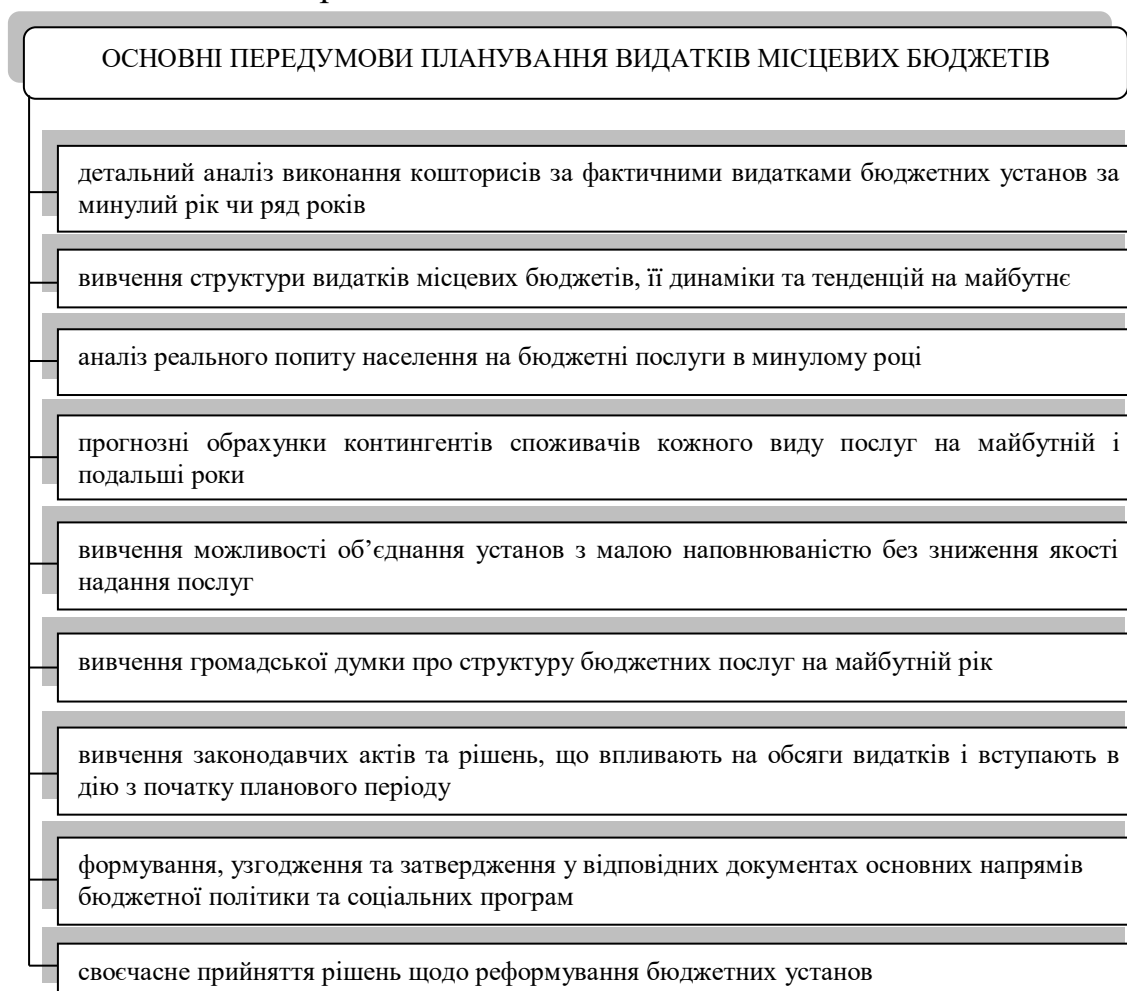 ОСНОВНІ ПЕРЕДУМОВИ ПЛАНУВАННЯ ВИДАТКІВ МІСЦЕВИХ БЮДЖЕТІВ
детальний аналіз виконання кошторисів за фактичними видатками бюджетних установ за
минулий рік чи ряд років
вивчення структури видатків місцевих бюджетів, її динаміки та тенденцій на майбутнє
аналіз реального попиту населення на бюджетні послуги в минулому році
прогнозні обрахунки контингентів споживачів кожного виду послуг на майбутній і
подальші роки
вивчення можливості об’єднання установ з малою наповнюваністю без зниження якості
надання послуг
вивчення громадської думки про структуру бюджетних послуг на майбутній рік
вивчення законодавчих актів та рішень, що впливають на обсяги видатків і вступають в
дію з початку планового періоду
формування, узгодження та затвердження у відповідних документах основних напрямів
бюджетної політики та соціальних програм
своєчасне прийняття рішень щодо реформування бюджетних установ